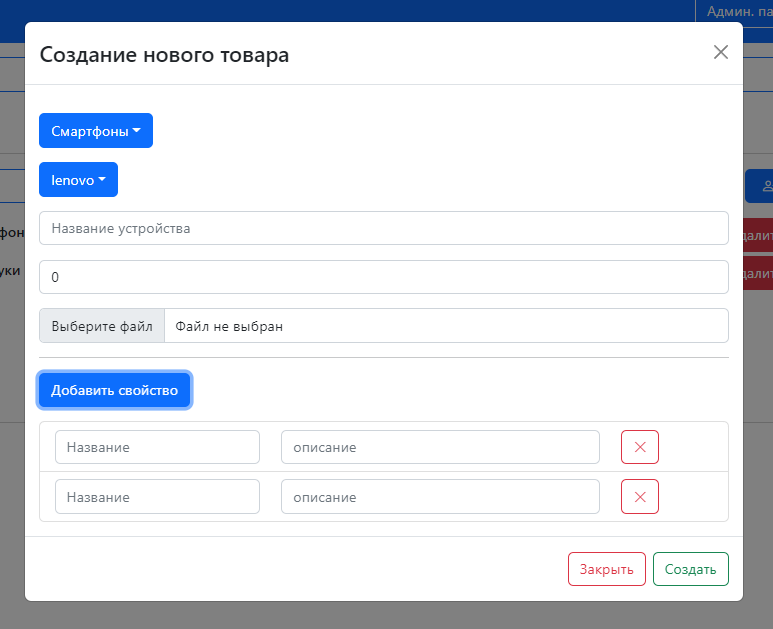 Админ. па
Создание нового товара
Смартфоны
lenovo
Название устройства
0
Выберите файл Файл не выбран
фон
далит
уки
далит
Добавить свойство
Название описание
Название описание
Закрыть Создать